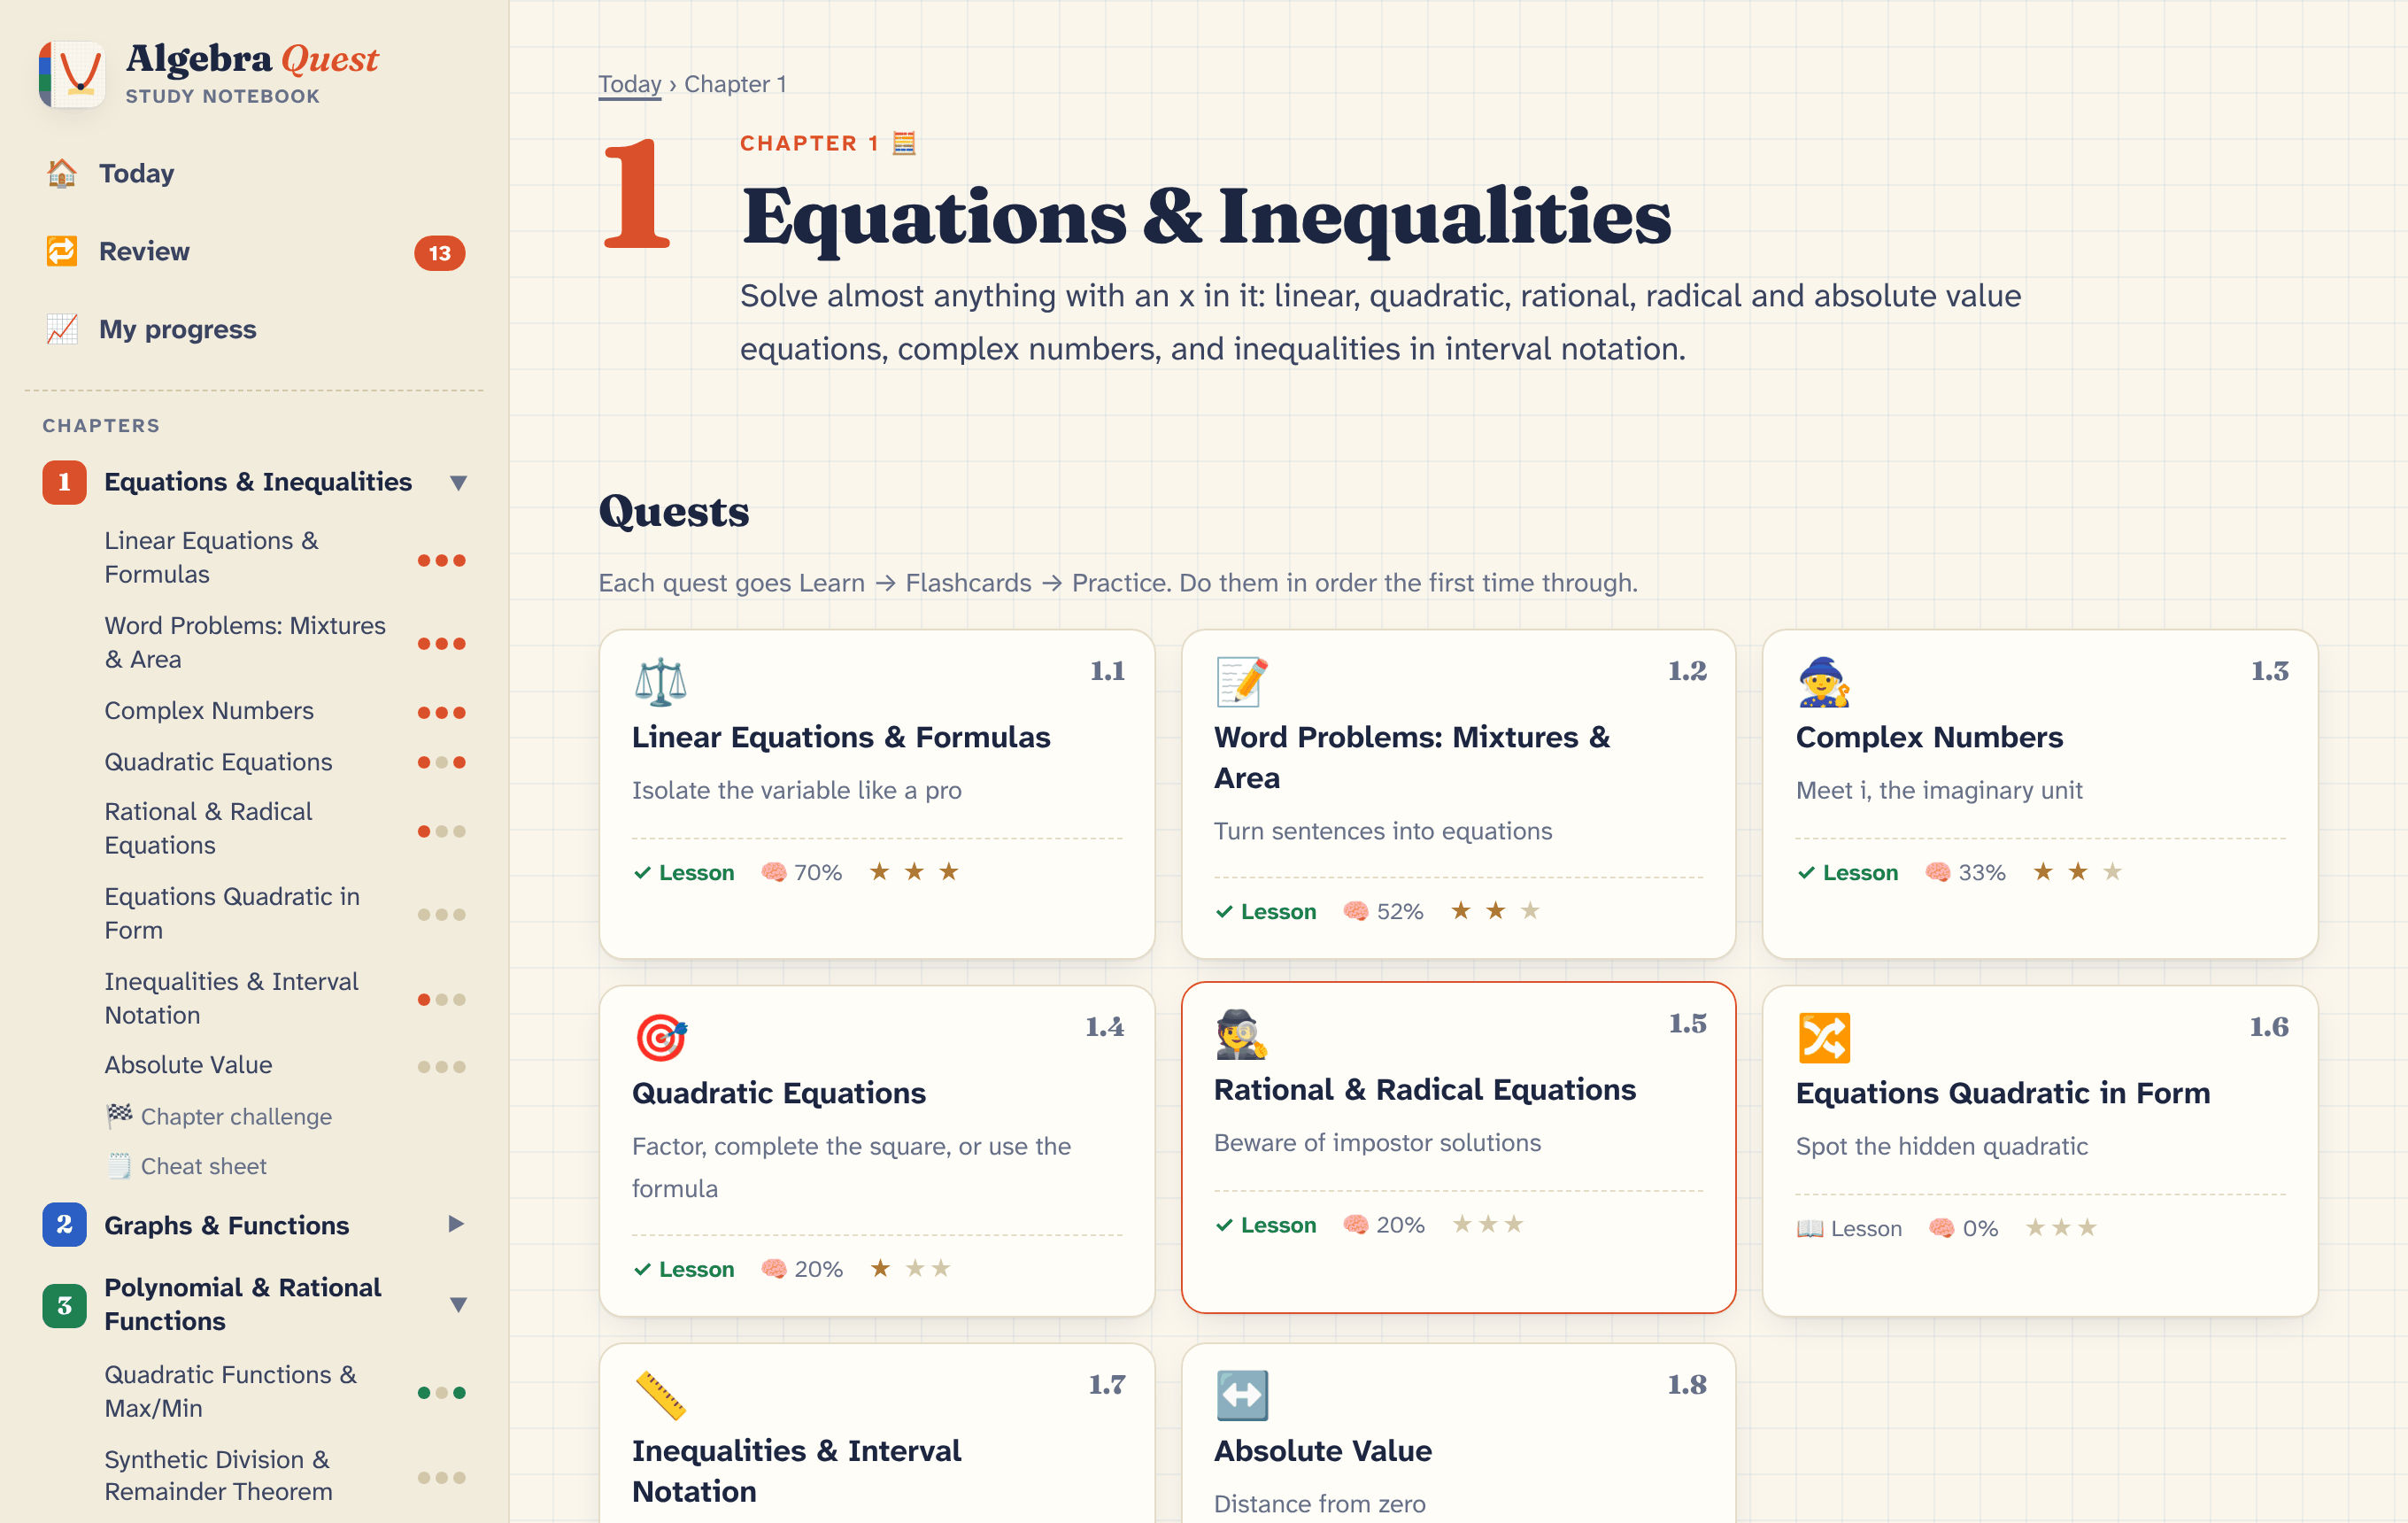 Algebra Quest
STUDY NOTEBOOK
Today
Review 13
My progress
CHAPTERS
1 Equations & Inequalities
Linear Equations &
Formulas
Word Problems: Mixtures
& Area
Complex Numbers
Quadratic Equations
Rational & Radical
Equations
Equations Quadratic in
Form
Inequalities & Interval
Notation
Absolute Value
Chapter challenge
Cheat sheet
2 Graphs & Functions
3 Polynomial & Rational
Functions
Quadratic Functions &
Max/Min
Synthetic Division &
Remainder Theorem
Today › Chapter 1
1
CHAPTER 1
Equations & Inequalities
Solve almost anything with an x in it: linear, quadratic, rational, radical and absolute value
equations, complex numbers, and inequalities in interval notation.
Quests
Each quest goes Learn → Flashcards → Practice. Do them in order the first time through.
1.1
Linear Equations & Formulas
Isolate the variable like a pro
✓ Lesson 70% ★ ★ ★
1.2
Word Problems: Mixtures &
Area
Turn sentences into equations
✓ Lesson 52% ★ ★ ★
1.3
Complex Numbers
Meet i, the imaginary unit
✓ Lesson 33% ★ ★ ★
1.4
Quadratic Equations
Factor, complete the square, or use the
formula
✓ Lesson 20% ★ ★ ★
1.5
Rational & Radical Equations
Beware of impostor solutions
✓ Lesson 20% ★ ★ ★
1.6
Equations Quadratic in Form
Spot the hidden quadratic
Lesson 0% ★ ★ ★
1.7
Inequalities & Interval
Notation
1.8
Absolute Value
Distance from zero